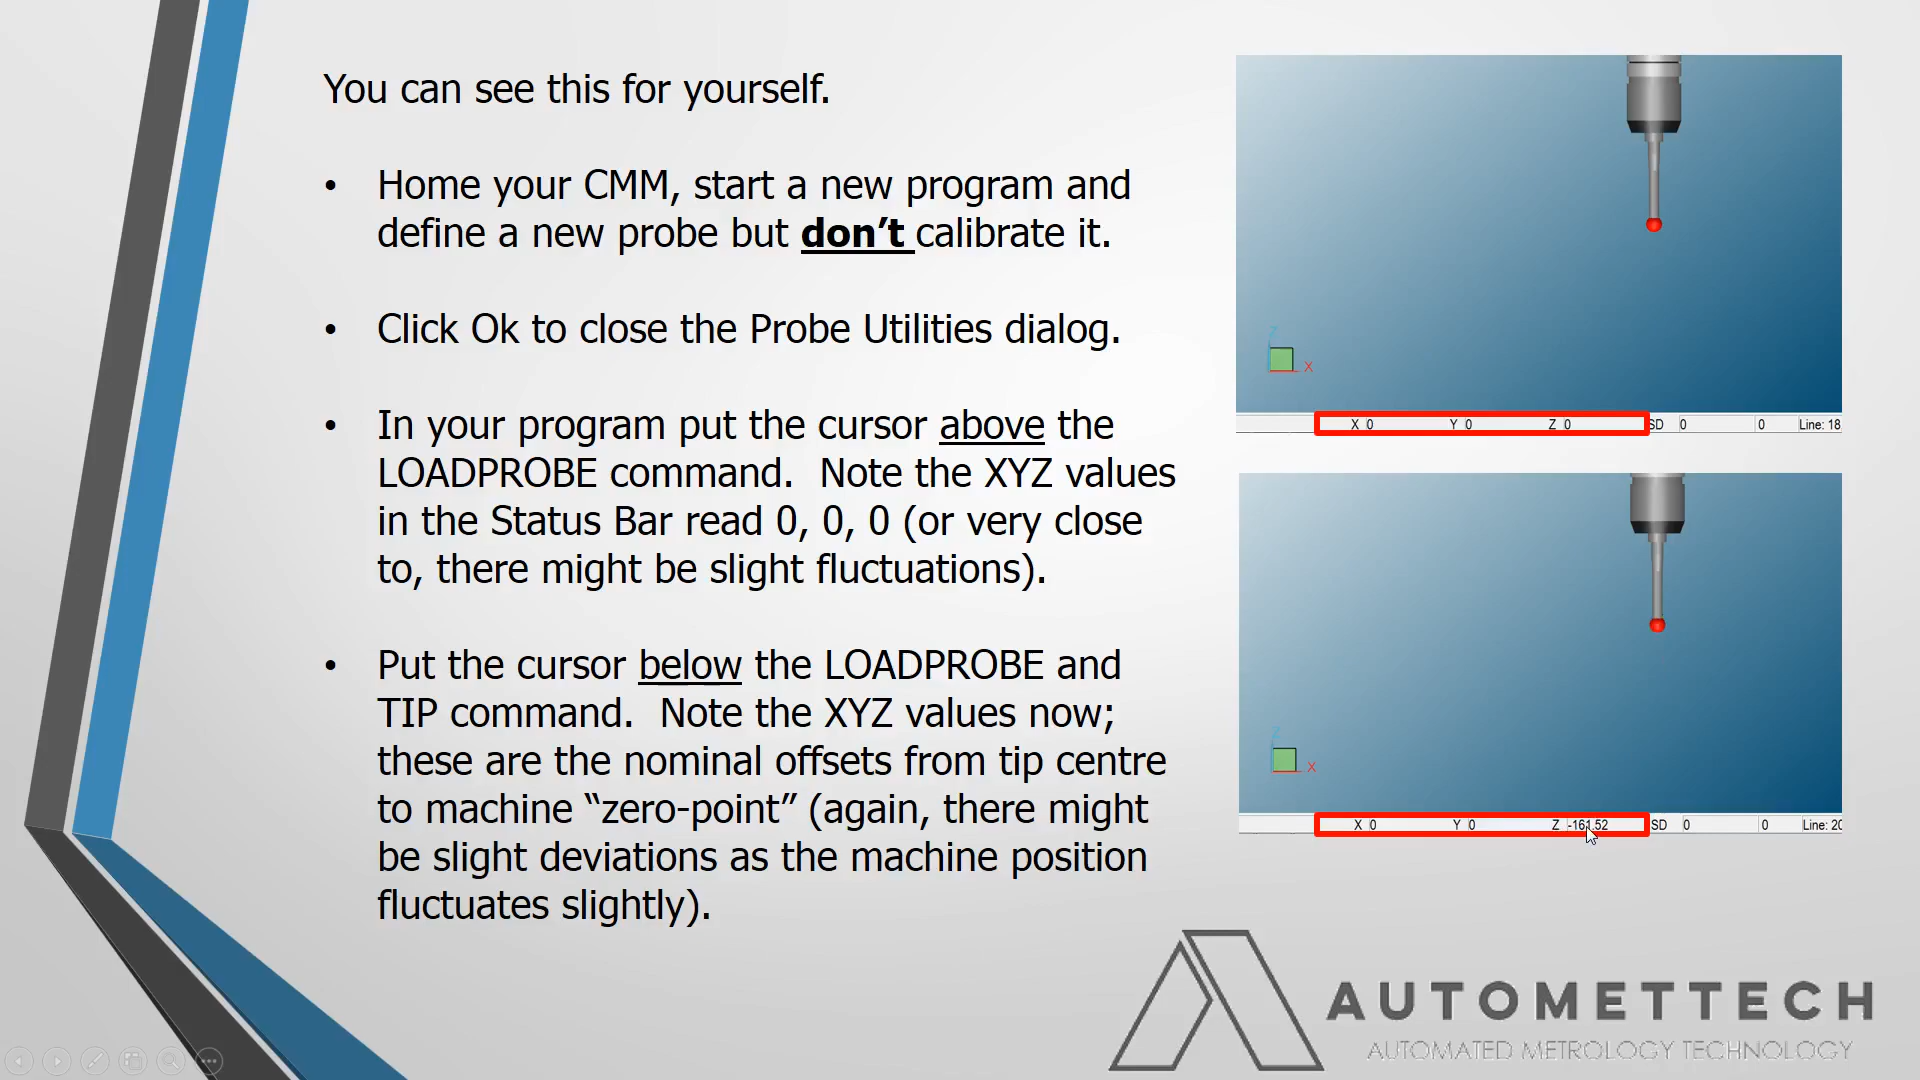 You can see this for yourself.
• Home your CMM, start a new program and
define a new probe but don’t calibrate it.
• Click Ok to close the Probe Utilities dialog.
• In your program put the cursor above the
LOADPROBE command.  Note the XYZ values
in the Status Bar read 0, 0, 0 (or very close
to, there might be slight fluctuations).
• Put the cursor below the LOADPROBE and
TIP command.  Note the XYZ values now;
these are the nominal offsets from tip centre
to machine “zero-point” (again, there might
be slight deviations as the machine position
fluctuates slightly).
Z
X
X 0 Y 0 Z 0 SD 0 0 Line: 18
Z
X
X 0 Y 0 Z -161.52 SD 0 0 Line: 20
AUTOMETTECH
AUTOMATED METROLOGY TECHNOLOGY